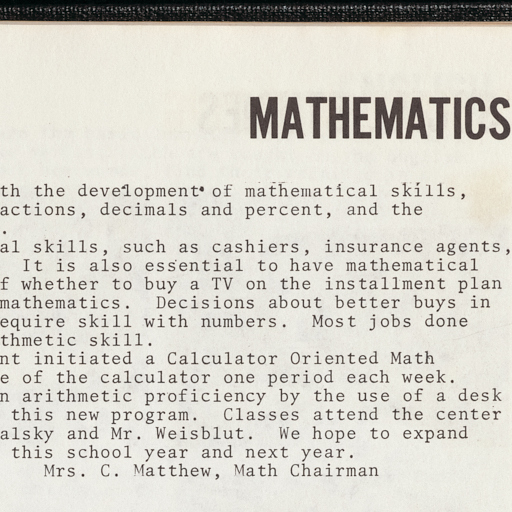 MATHEMATICS
th the development of mathematical skills,
actions, decimals and percent, and the
.
al skills, such as cashiers, insurance agents,
It is also essential to have mathematical
f whether to buy a TV on the installment plan
mathematics. Decisions about better buys in
equire skill with numbers. Most jobs done
thmetic skill.
nt initiated a Calculator Oriented Math
e of the calculator one period each week.
n arithmetic proficiency by the use of a desk
this new program. Classes attend the center
alsky and Mr. Weisblut. We hope to expand
this school year and next year.
Mrs. C. Matthew, Math Chairman